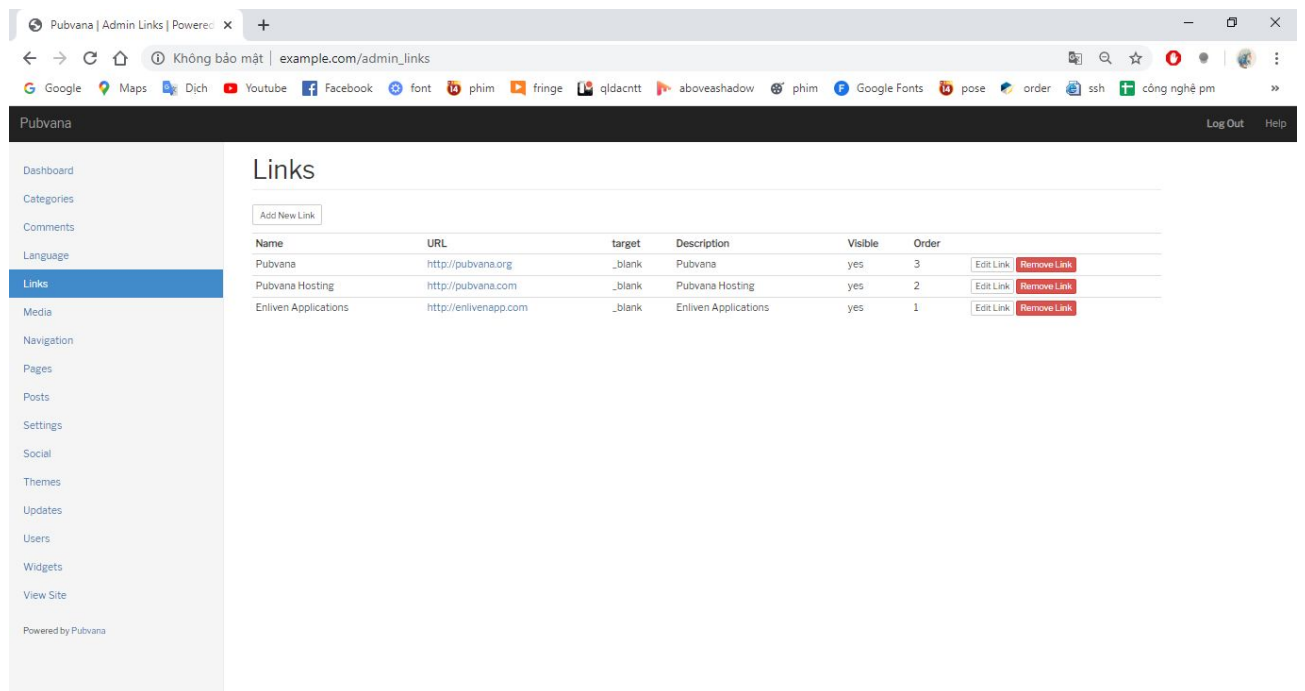 Pubvana | Admin Links | Powered
Không bảo mật | example.com/admin_links
Google Maps Dịch Youtube Facebook font phim fringe qldacntt aboveashadow phim Google Fonts pose order ssh công nghệ pm »
Pubvana Log Out Help
Dashboard
Categories
Comments
Language
Links
Media
Navigation
Pages
Posts
Settings
Social
Themes
Updates
Users
Widgets
View Site
Powered by Pubvana
Links
Add New Link
Name URL target Description Visible Order
Pubvana http://pubvana.org _blank Pubvana yes 3 Edit Link Remove Link
Pubvana Hosting http://pubvana.com _blank Pubvana Hosting yes 2 Edit Link Remove Link
Enliven Applications http://enlivenapp.com _blank Enliven Applications yes 1 Edit Link Remove Link